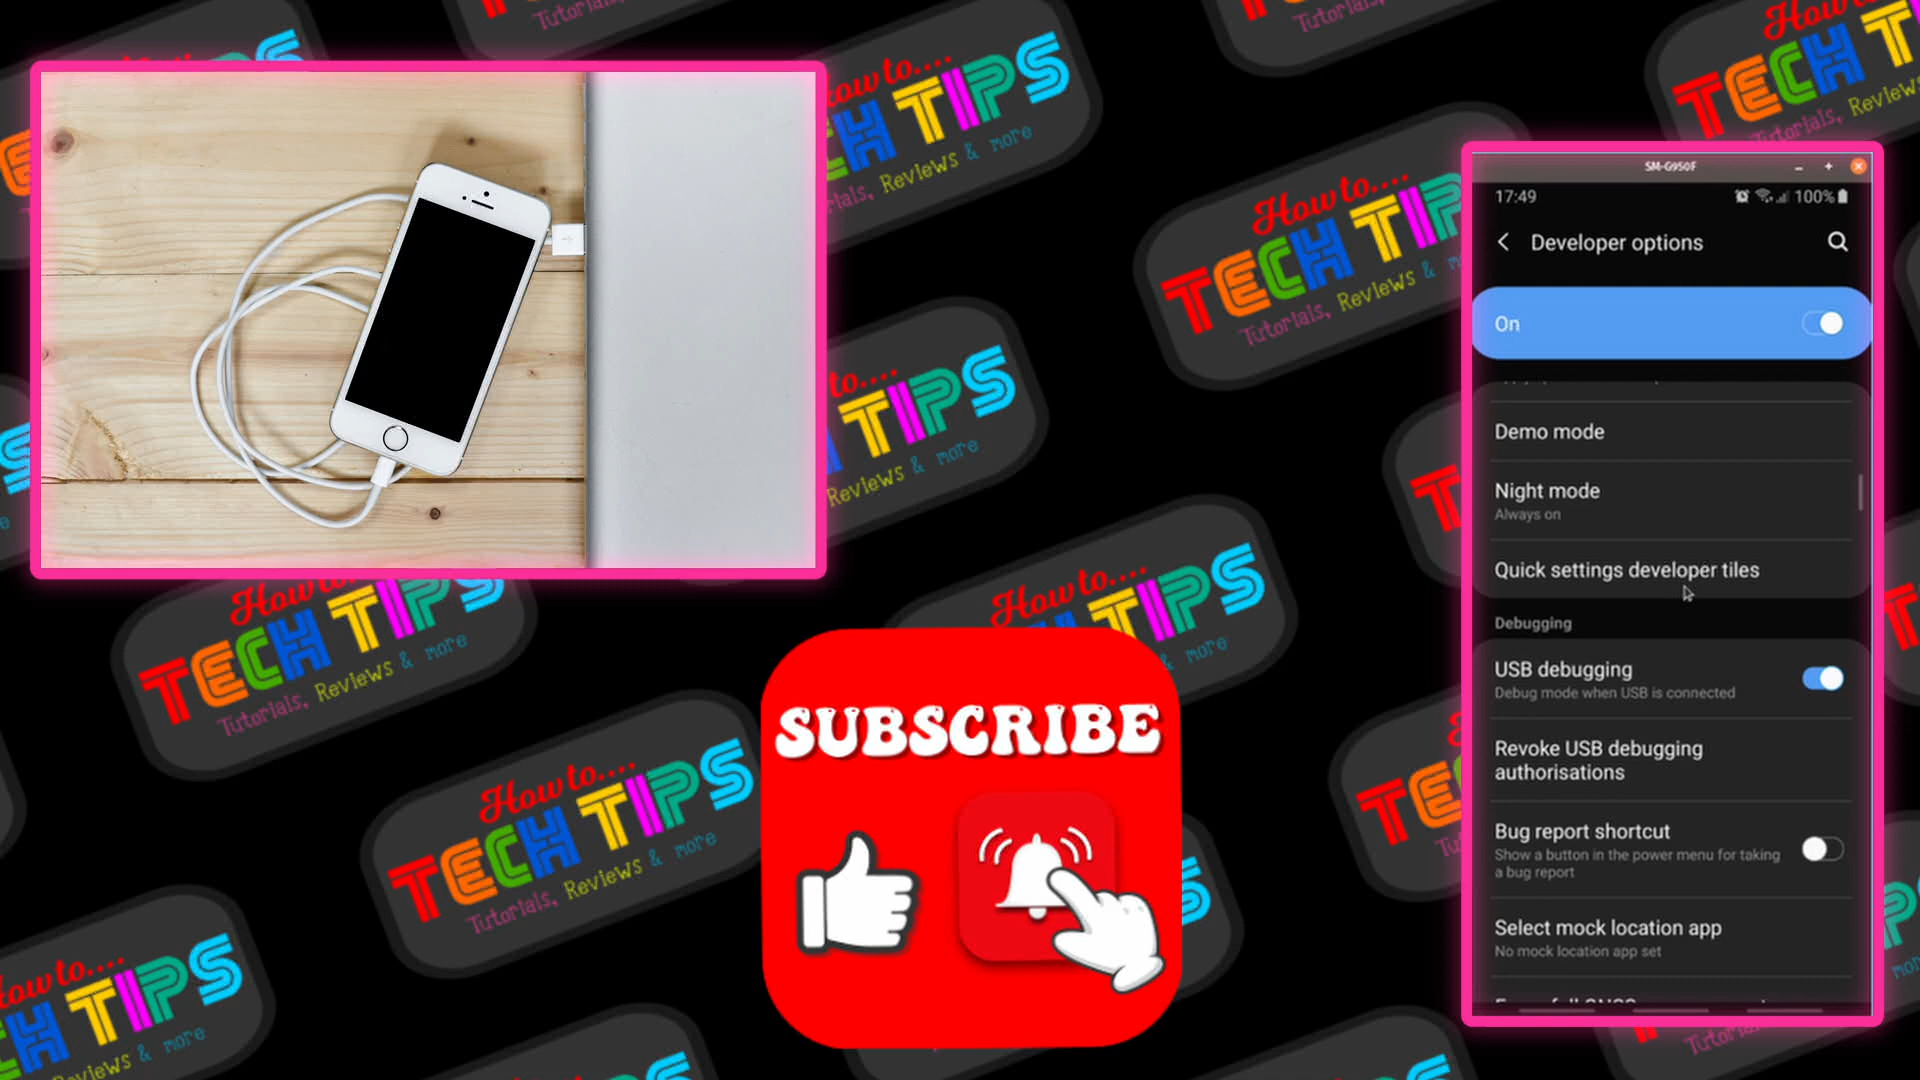 How to....
TECH TIPS
Tutorials, Reviews & more
SUBSCRIBE
SM-G950F
17:49
100%
Developer options
On
Demo mode
Night mode
Always on
Quick settings developer tiles
Debugging
USB debugging
Debug mode when USB is connected
Revoke USB debugging
authorisations
Bug report shortcut
Show a button in the power menu for taking
a bug report
Select mock location app
No mock location app set